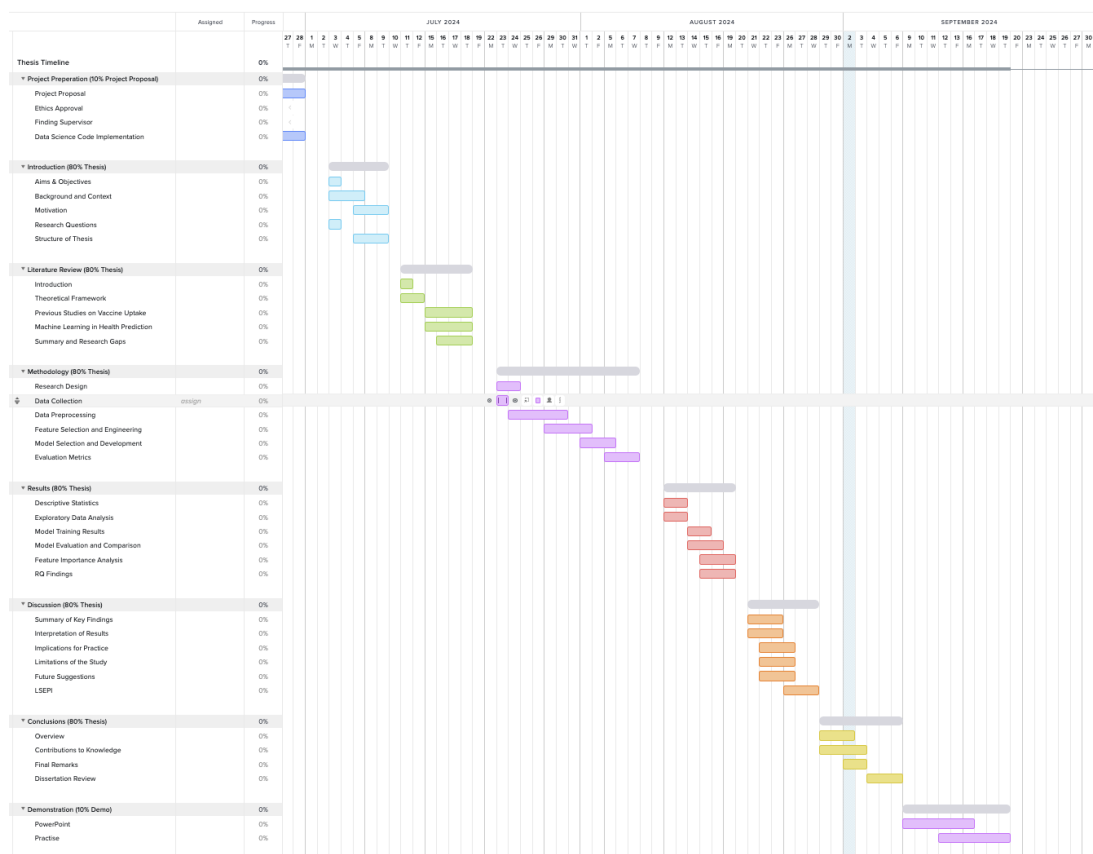 JULY 2024 AUGUST 2024 SEPTEMBER 2024
Assigned Progress
27 28 1 2 3 4 5 8 9 10 11 12 15 16 17 18 19 22 23 24 25 26 29 30 31 1 2 5 6 7 8 9 12 13 14 15 16 19 20 21 22 23 26 27 28 29 30 2 3 4 5 6 9 10 11 12 13 16 17 18 19 20 23 24 25 26 27 30
T F M T W T F M T W T F M T W T F M T W T F M T W T F M T W T F M T W T F M T W T F M T W T F M T W T F M T W T F M T W T F M T W T F M
Thesis Timeline 0%
Project Preperation (10% Project Proposal) 0%
Project Proposal 0%
Ethics Approval 0%
Finding Supervisor 0%
Data Science Code Implementation 0%
Introduction (80% Thesis) 0%
Aims & Objectives 0%
Background and Context 0%
Motivation 0%
Research Questions 0%
Structure of Thesis 0%
Literature Review (80% Thesis) 0%
Introduction 0%
Theoretical Framework 0%
Previous Studies on Vaccine Uptake 0%
Machine Learning in Health Prediction 0%
Summary and Research Gaps 0%
Methodology (80% Thesis) 0%
Research Design 0%
Data Collection assign 0%
Data Preprocessing 0%
Feature Selection and Engineering 0%
Model Selection and Development 0%
Evaluation Metrics 0%
Results (80% Thesis) 0%
Descriptive Statistics 0%
Exploratory Data Analysis 0%
Model Training Results 0%
Model Evaluation and Comparison 0%
Feature Importance Analysis 0%
RQ Findings 0%
Discussion (80% Thesis) 0%
Summary of Key Findings 0%
Interpretation of Results 0%
Implications for Practice 0%
Limitations of the Study 0%
Future Suggestions 0%
LSEPI 0%
Conclusions (80% Thesis) 0%
Overview 0%
Contributions to Knowledge 0%
Final Remarks 0%
Dissertation Review 0%
Demonstration (10% Demo) 0%
PowerPoint 0%
Practise 0%